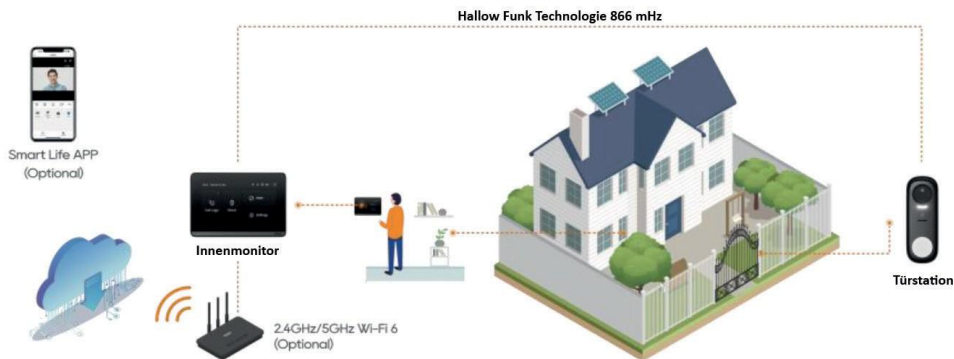 Hallow Funk Technologie 866 mHz
Smart Life APP
(Optional)
Innenmonitor
Türstation
2.4GHz/5GHz Wi-Fi 6
(Optional)